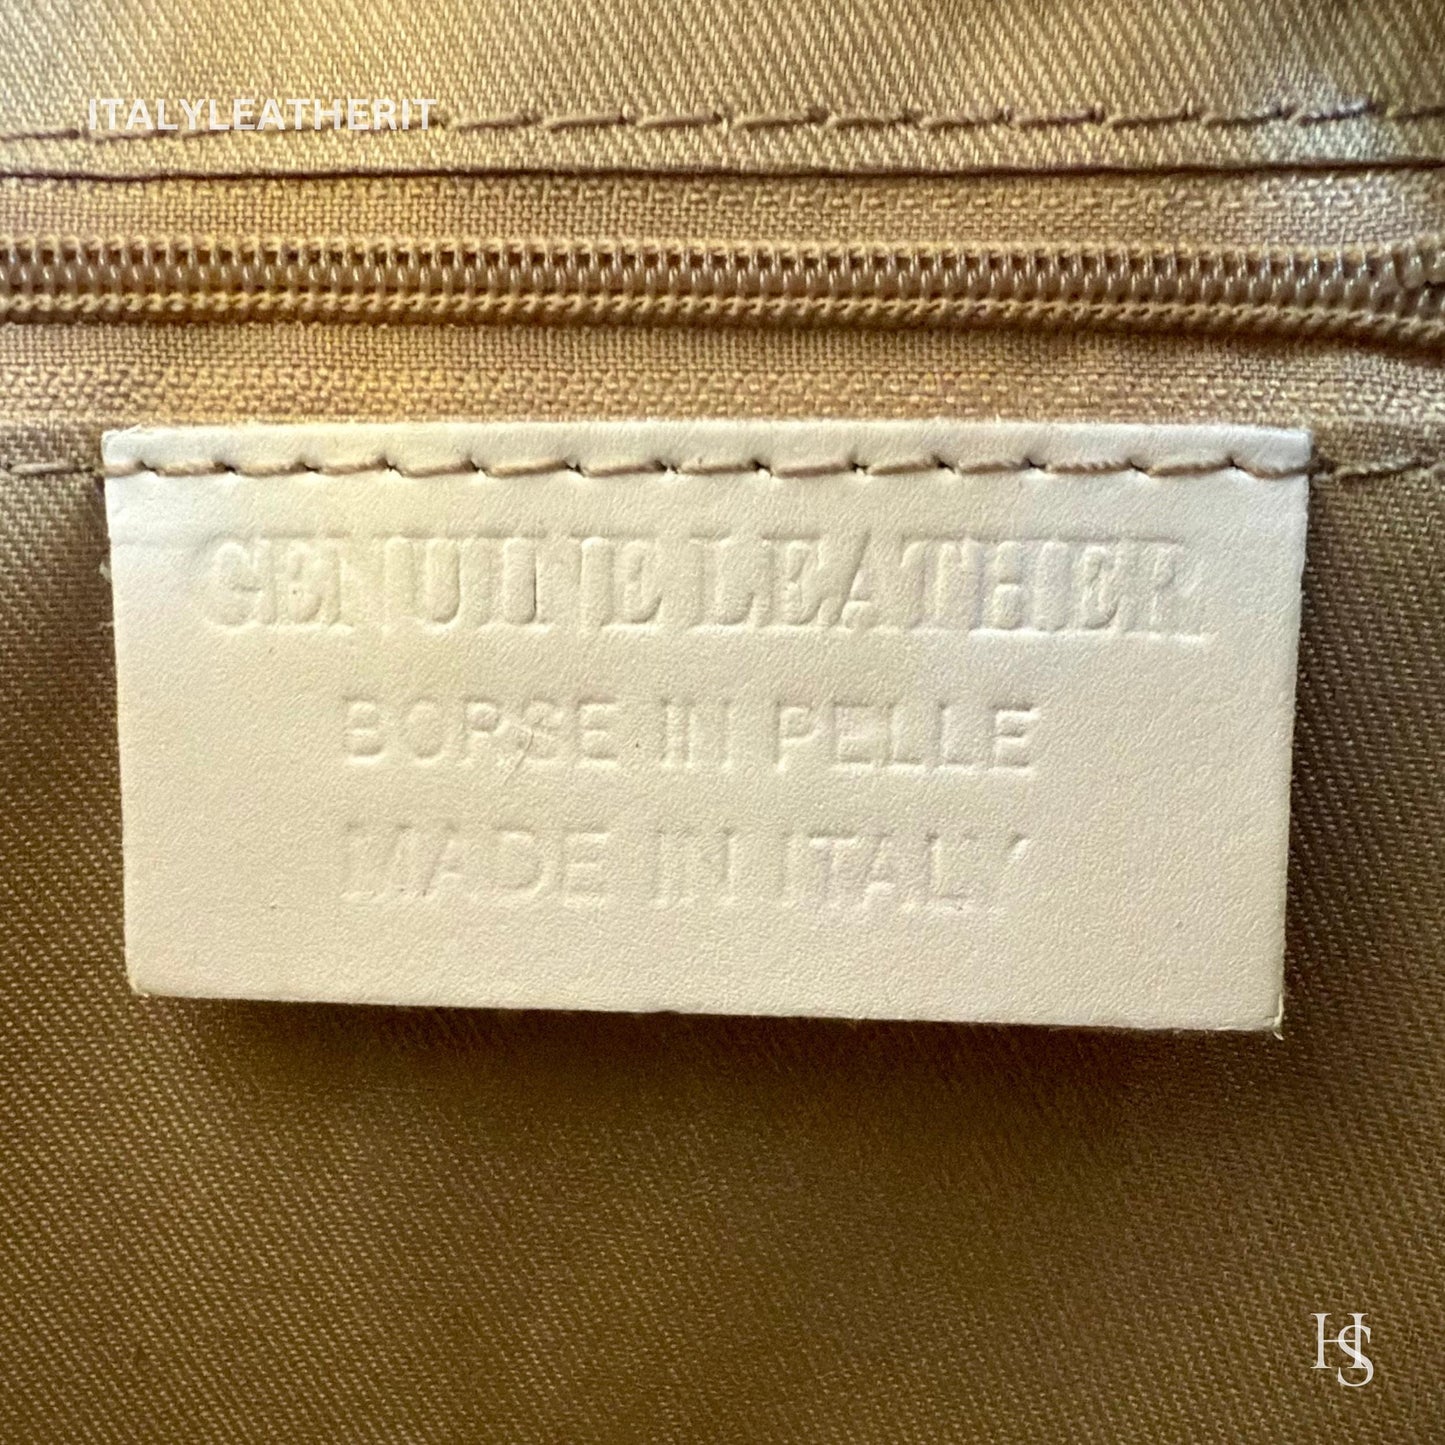 ITALYLEATHERIT
GENUINE LEATHER
BORSE IN PELLE
MADE IN ITALY
HS